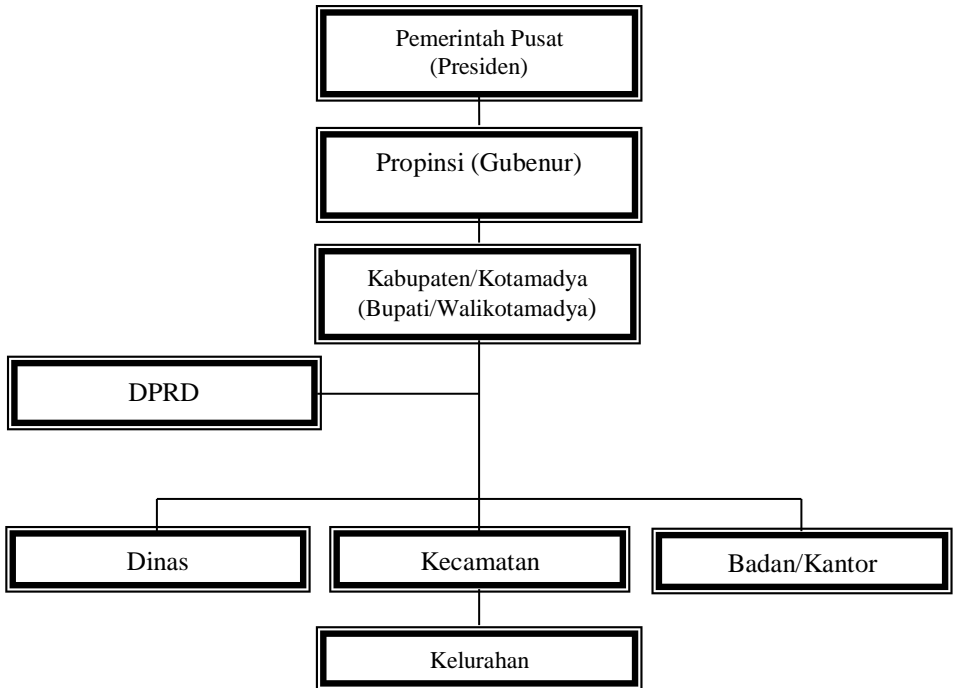 Pemerintah Pusat
(Presiden)
Propinsi (Gubenur)
Kabupaten/Kotamadya
(Bupati/Walikotamadya)
DPRD
Dinas
Kecamatan
Badan/Kantor
Kelurahan